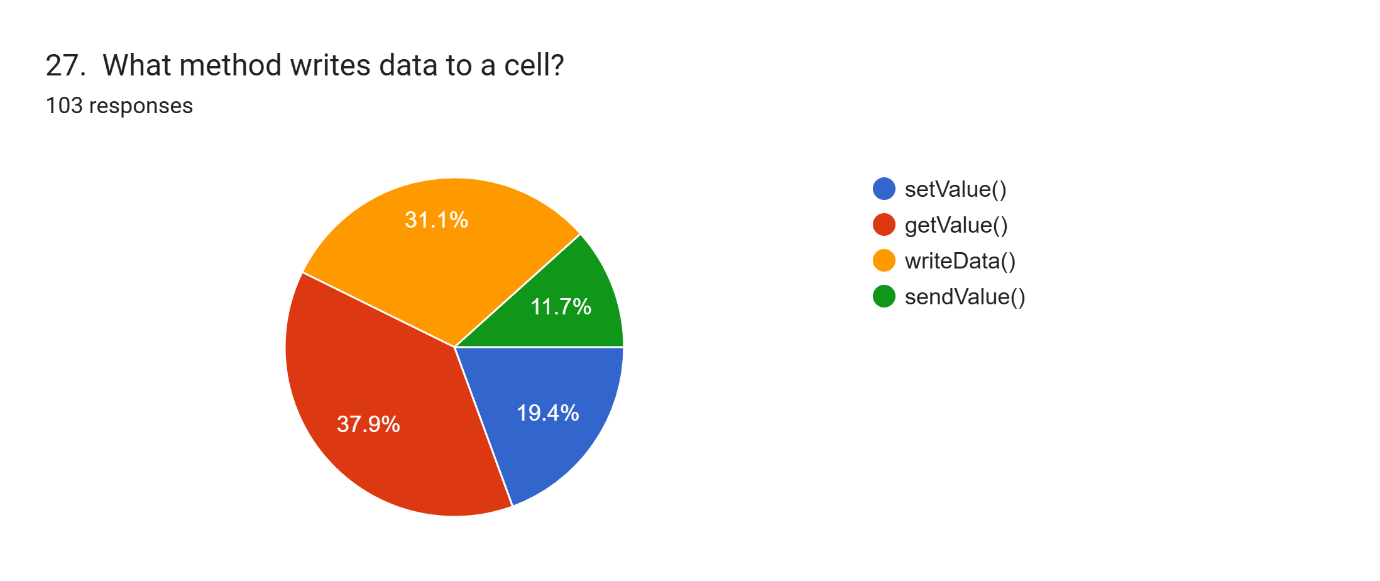 27. What method writes data to a cell?
103 responses
31.1%
11.7%
19.4%
37.9%
setValue()
getValue()
writeData()
sendValue()